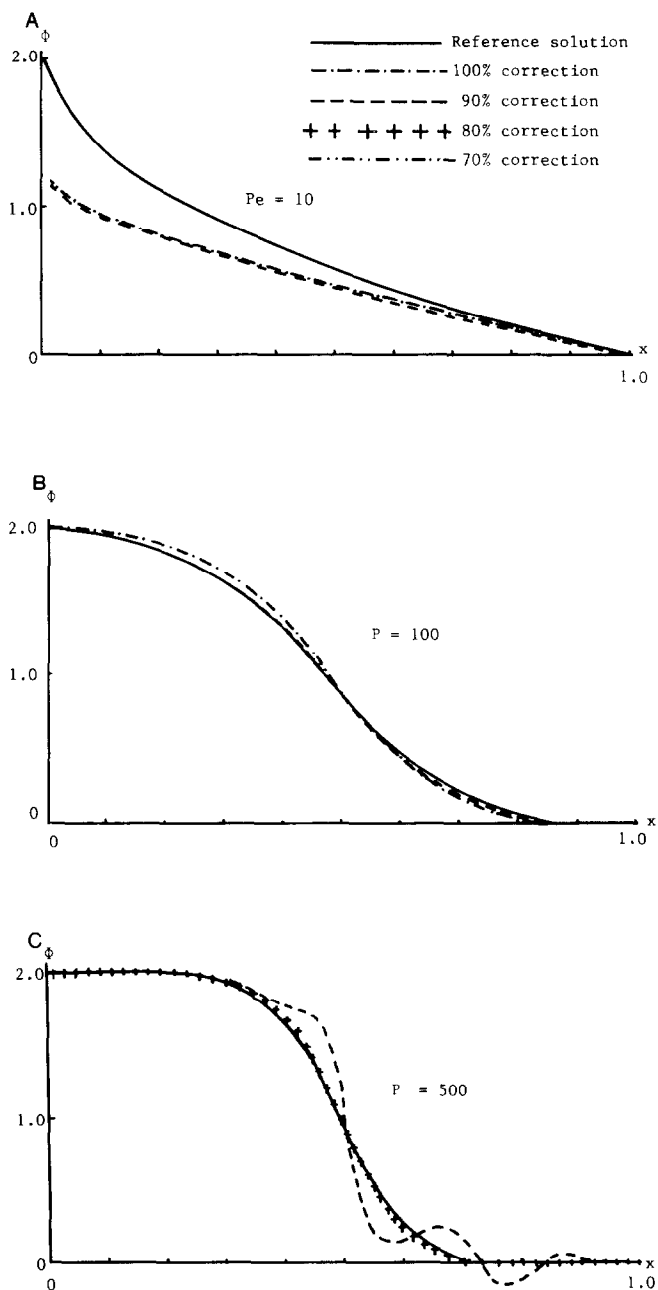 A
Φ
2.0
1.0
0
Reference solution
100% correction
90% correction
80% correction
70% correction
Pe = 10
x
1.0
B
Φ
2.0
1.0
0
P = 100
0
x
1.0
C
Φ
2.0
1.0
0
P = 500
0
x
1.0